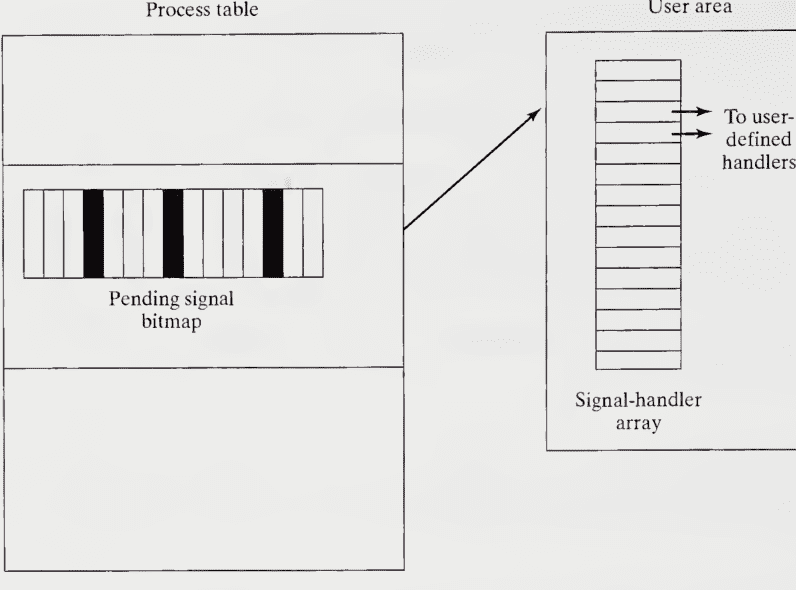 Process table
User area
To user-
defined
handlers
Pending signal
bitmap
Signal-handler
array